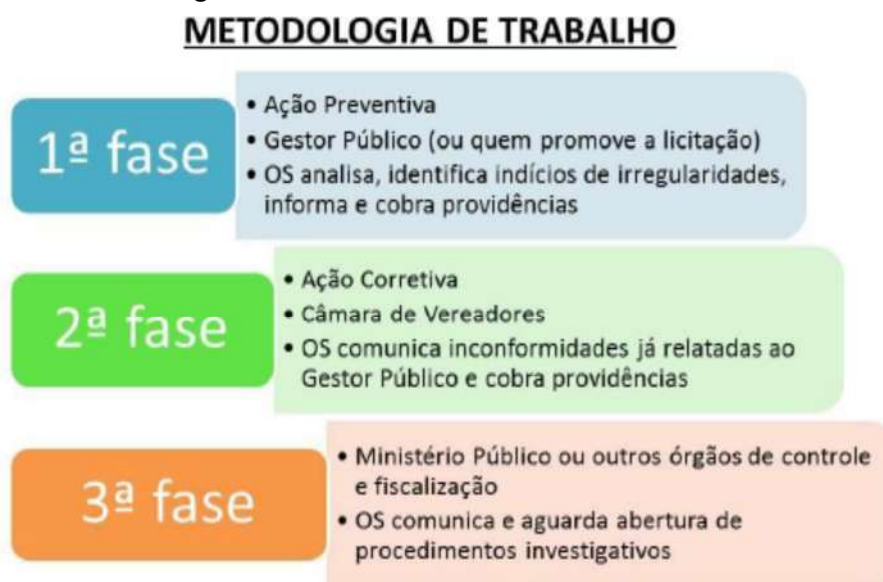 METODOLOGIA DE TRABALHO
1ª fase
• Ação Preventiva
• Gestor Público (ou quem promove a licitação)
• OS analisa, identifica indícios de irregularidades,
informa e cobra providências
2ª fase
• Ação Corretiva
• Câmara de Vereadores
• OS comunica inconformidades já relatadas ao
Gestor Público e cobra providências
3ª fase
• Ministério Público ou outros órgãos de controle
e fiscalização
• OS comunica e aguarda abertura de
procedimentos investigativos